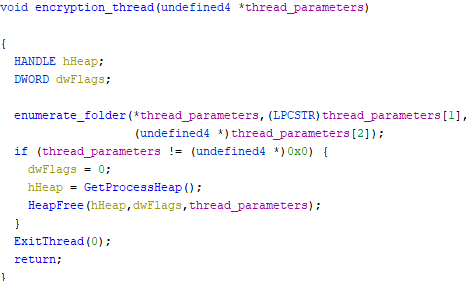 void encryption_thread(undefined4 *thread_parameters)
{
HANDLE hHeap;
DWORD dwFlags;
enumerate_folder(*thread_parameters,(LPCSTR)thread_parameters[1],
(undefined4 *)thread_parameters[2]);
if (thread_parameters != (undefined4 *)0x0) {
dwFlags = 0;
hHeap = GetProcessHeap();
HeapFree(hHeap,dwFlags,thread_parameters);
}
ExitThread(0);
return;
}